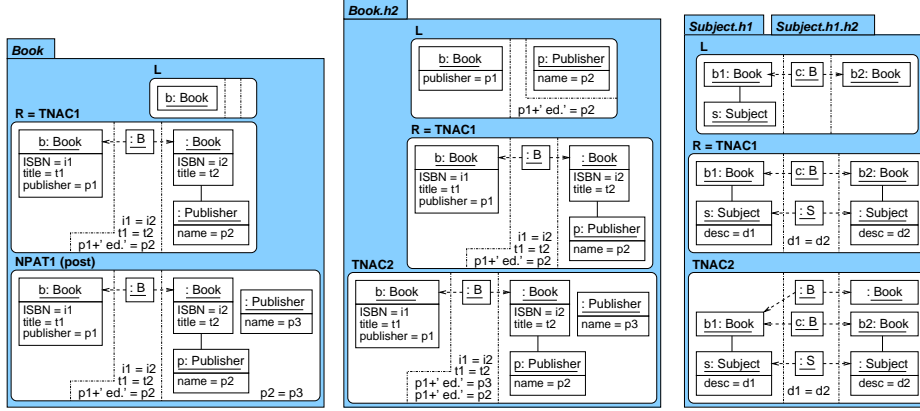 Book
L
b: Book
R = TNAC1
b: Book
: B
: Book
ISBN = i1
title = t1
publisher = p1
ISBN = i2
title = t2
: Publisher
name = p2
i1 = i2
t1 = t2
p1+' ed.' = p2
NPAT1 (post)
b: Book
: B
: Book
: Publisher
ISBN = i1
title = t1
publisher = p1
ISBN = i2
title = t2
name = p3
p: Publisher
name = p2
i1 = i2
t1 = t2
p1+' ed.' = p2
p2 = p3
Book.h2
L
b: Book
publisher = p1
p: Publisher
name = p2
p1+' ed.' = p2
R = TNAC1
b: Book
: B
: Book
ISBN = i1
title = t1
publisher = p1
ISBN = i2
title = t2
p: Publisher
name = p2
i1 = i2
t1 = t2
p1+' ed.' = p2
TNAC2
b: Book
: B
: Book
: Publisher
ISBN = i1
title = t1
publisher = p1
ISBN = i2
title = t2
name = p3
p: Publisher
name = p2
i1 = i2
t1 = t2
p1+' ed.' = p3
p1+' ed.' = p2
Subject.h1
Subject.h1.h2
L
b1: Book
c: B
b2: Book
s: Subject
R = TNAC1
b1: Book
c: B
b2: Book
s: Subject
: S
: Subject
desc = d1
d1 = d2
desc = d2
TNAC2
: B
: Book
b1: Book
c: B
b2: Book
s: Subject
: S
: Subject
desc = d1
d1 = d2
desc = d2